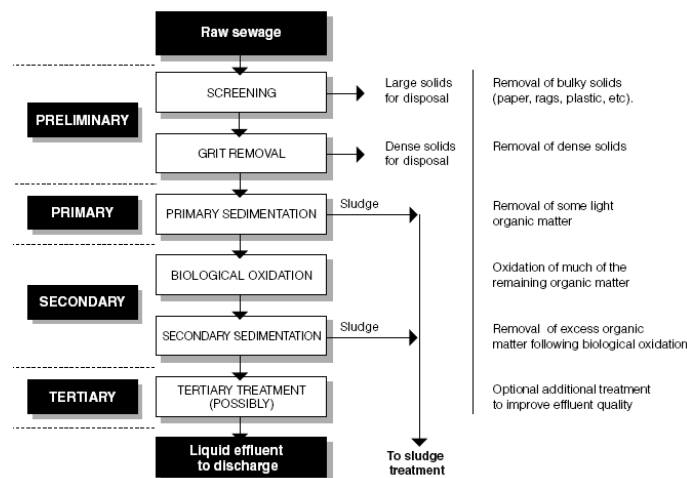 Raw sewage
SCREENING
Large solids
for disposal
Removal of bulky solids
(paper, rags, plastic, etc).
PRELIMINARY
GRIT REMOVAL
Dense solids
for disposal
Removal of dense solids
PRIMARY
PRIMARY SEDIMENTATION
Sludge
Removal of some light
organic matter
BIOLOGICAL OXIDATION
Oxidation of much of the
remaining organic matter
SECONDARY
SECONDARY SEDIMENTATION
Sludge
Removal of excess organic
matter following biological oxidation
TERTIARY
TERTIARY TREATMENT
(POSSIBLY)
Optional additional treatment
to improve effluent quality
Liquid effluent
to discharge
To sludge
treatment